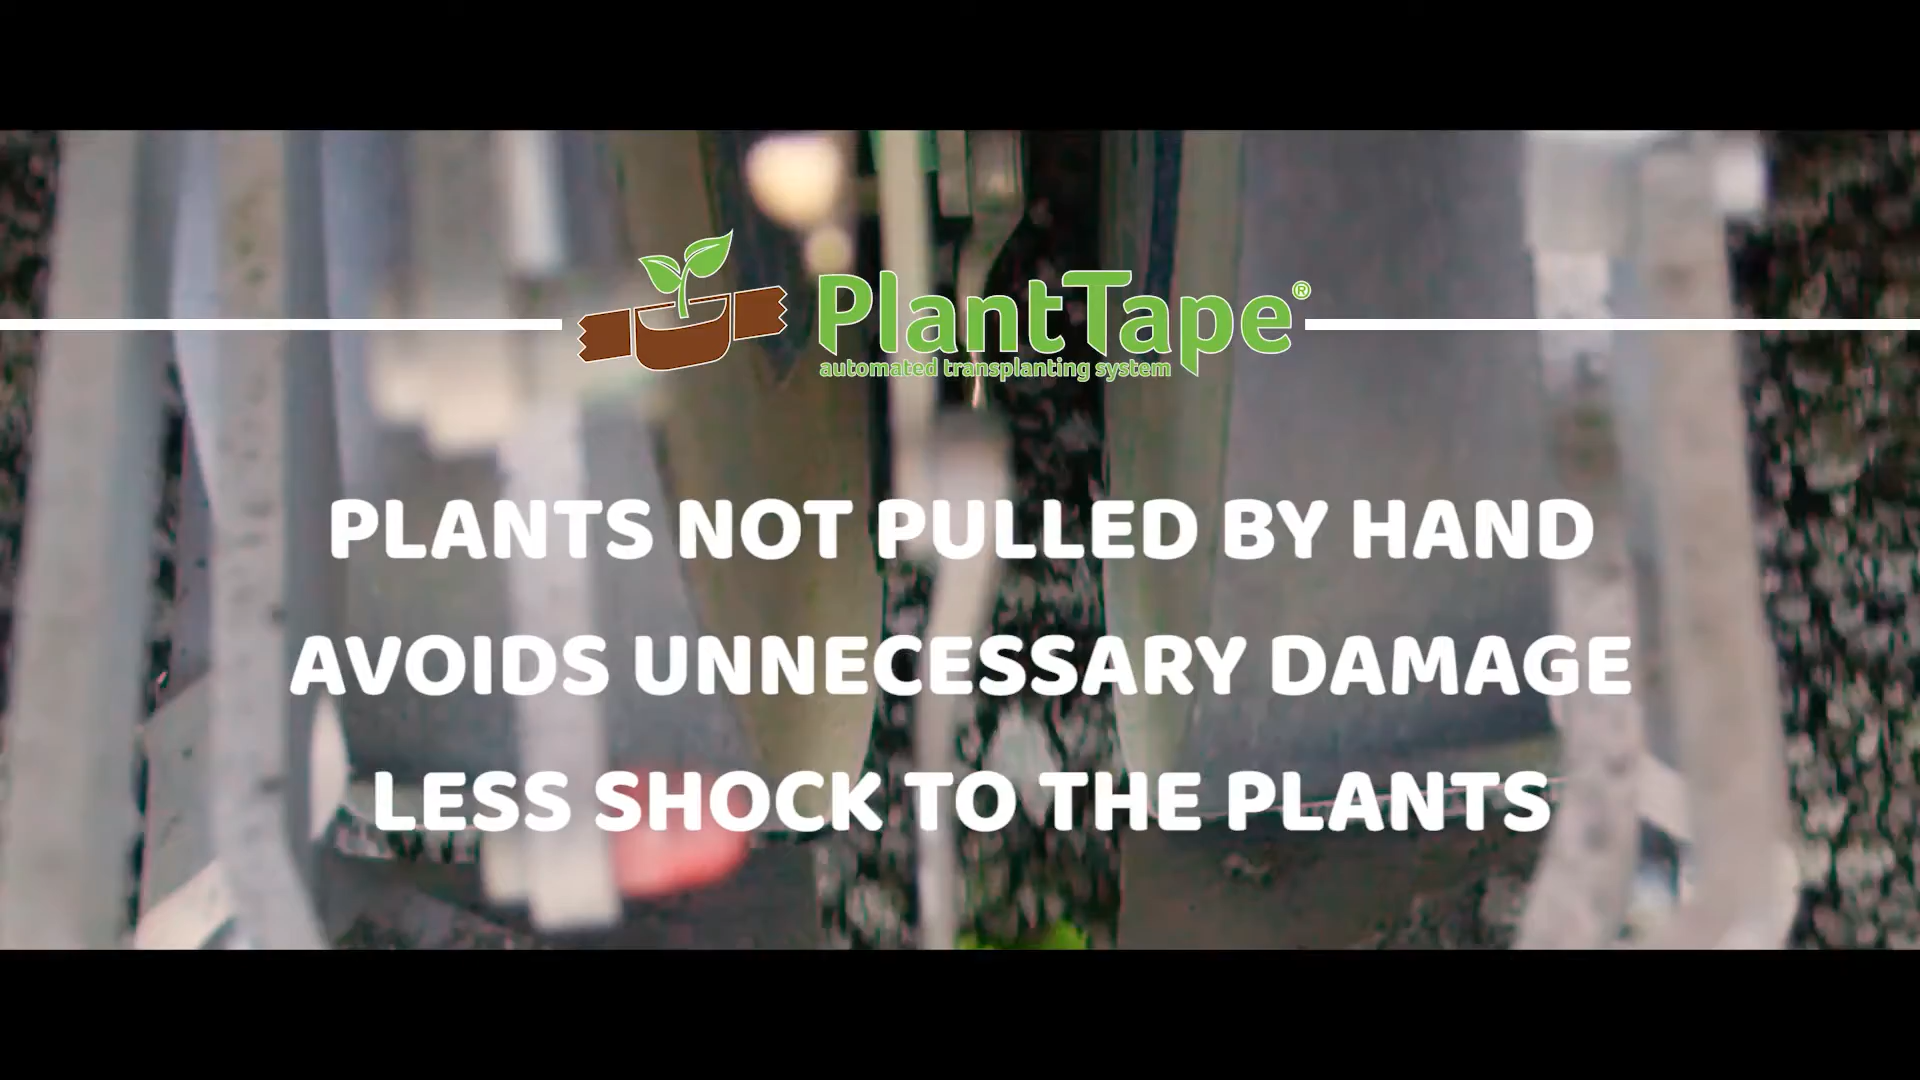 PlantTape®
automated transplanting system
PLANTS NOT PULLED BY HAND
AVOIDS UNNECESSARY DAMAGE
LESS SHOCK TO THE PLANTS